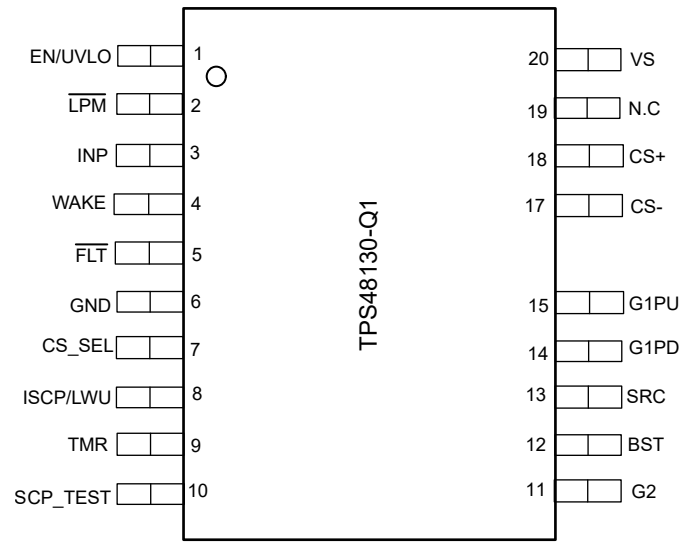 EN/UVLO 1
LPM 2
INP 3
WAKE 4
FLT 5
GND 6
CS_SEL 7
ISCP/LWU 8
TMR 9
SCP_TEST 10
TPS48130-Q1
20 VS
19 N.C
18 CS+
17 CS-
15 G1PU
14 G1PD
13 SRC
12 BST
11 G2